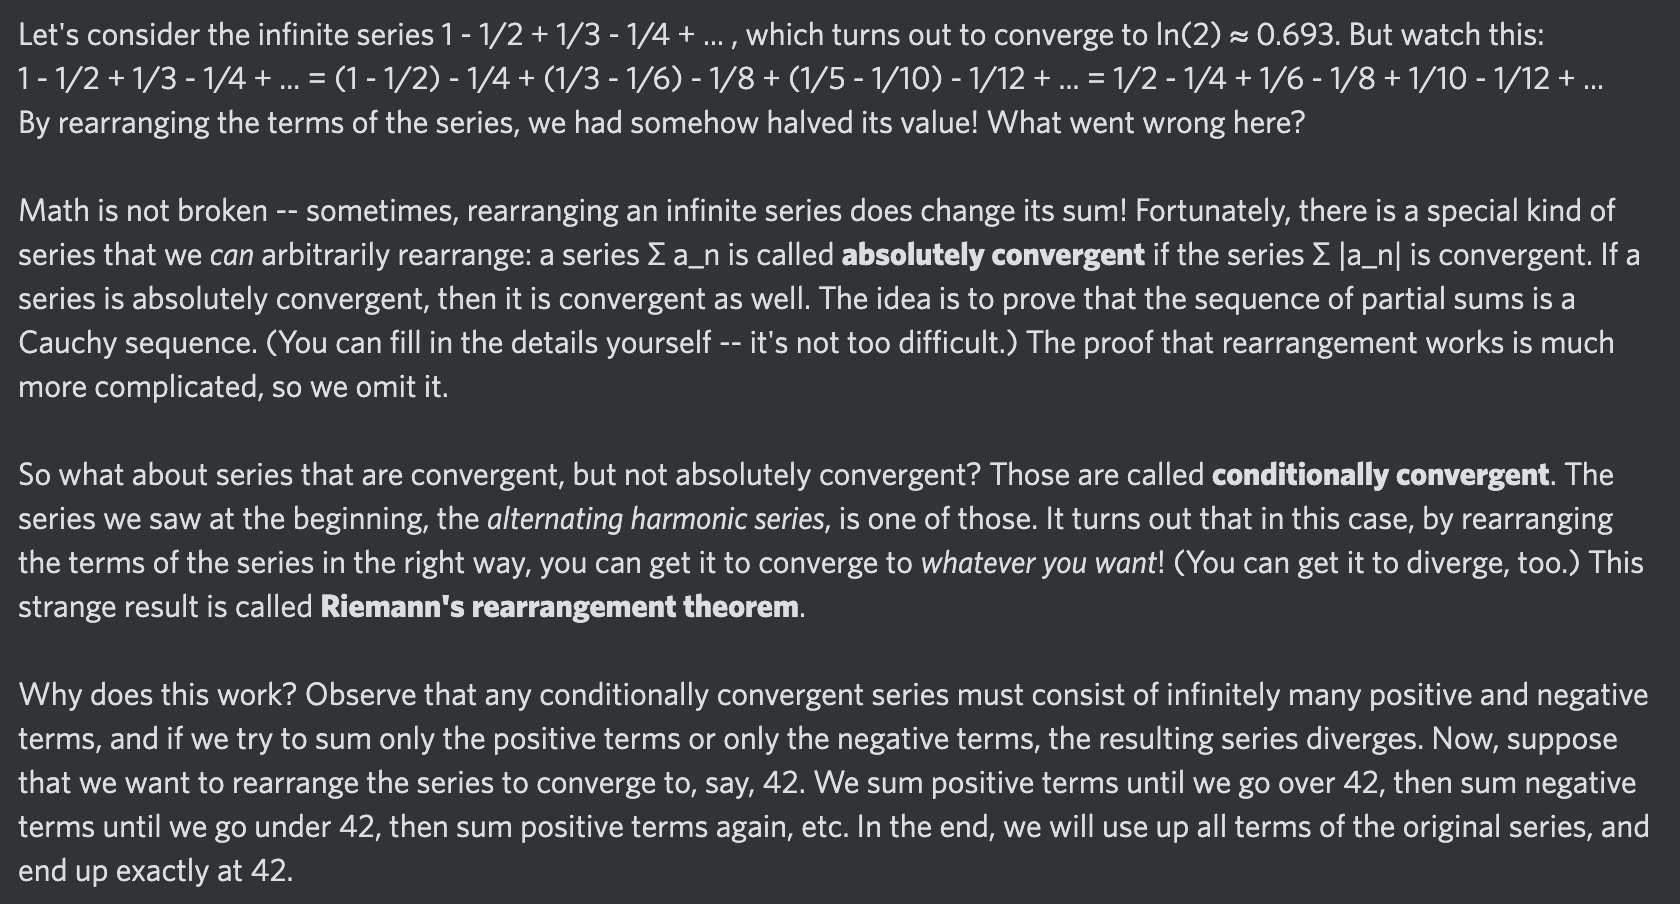 Let's consider the infinite series 1 - 1/2 + 1/3 - 1/4 + ... , which turns out to converge to ln(2) ≈ 0.693. But watch this:
1 - 1/2 + 1/3 - 1/4 + ... = (1 - 1/2) - 1/4 + (1/3 - 1/6) - 1/8 + (1/5 - 1/10) - 1/12 + ... = 1/2 - 1/4 + 1/6 - 1/8 + 1/10 - 1/12 + ...
By rearranging the terms of the series, we had somehow halved its value! What went wrong here?
Math is not broken -- sometimes, rearranging an infinite series does change its sum! Fortunately, there is a special kind of
series that we can arbitrarily rearrange: a series Σ a_n is called absolutely convergent if the series Σ |a_n| is convergent. If a
series is absolutely convergent, then it is convergent as well. The idea is to prove that the sequence of partial sums is a
Cauchy sequence. (You can fill in the details yourself -- it's not too difficult.) The proof that rearrangement works is much
more complicated, so we omit it.
So what about series that are convergent, but not absolutely convergent? Those are called conditionally convergent. The
series we saw at the beginning, the alternating harmonic series, is one of those. It turns out that in this case, by rearranging
the terms of the series in the right way, you can get it to converge to whatever you want! (You can get it to diverge, too.) This
strange result is called Riemann's rearrangement theorem.
Why does this work? Observe that any conditionally convergent series must consist of infinitely many positive and negative
terms, and if we try to sum only the positive terms or only the negative terms, the resulting series diverges. Now, suppose
that we want to rearrange the series to converge to, say, 42. We sum positive terms until we go over 42, then sum negative
terms until we go under 42, then sum positive terms again, etc. In the end, we will use up all terms of the original series, and
end up exactly at 42.